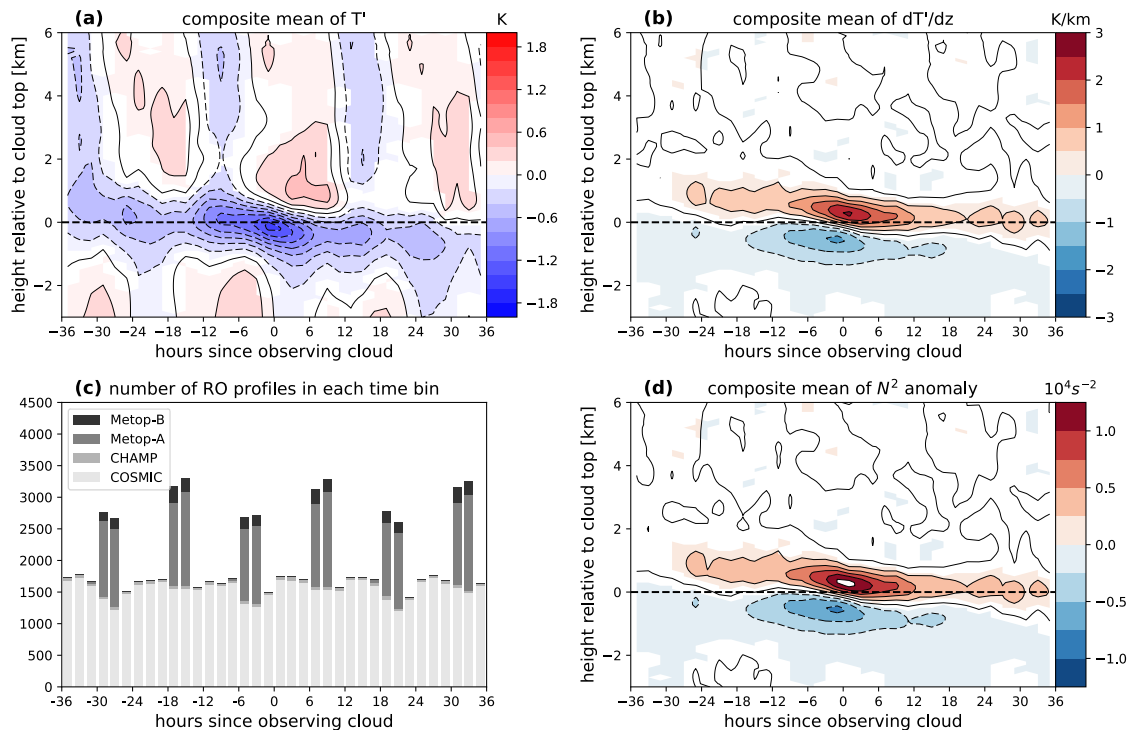 (a) composite mean of T' K
6
4
2
0
−2
height relative to cloud top [km]
−36 −30 −24 −18 −12 −6 0 6 12 18 24 30 36
hours since observing cloud
1.8
1.2
0.6
0.0
−0.6
−1.2
−1.8
(b) composite mean of dT'/dz K/km
6
4
2
0
−2
height relative to cloud top [km]
−36 −30 −24 −18 −12 −6 0 6 12 18 24 30 36
hours since observing cloud
3
2
1
0
−1
−2
−3
(c) number of RO profiles in each time bin
4500
4000
3500
3000
2500
2000
1500
1000
500
0
Metop-B
Metop-A
CHAMP
COSMIC
-36 -30 -24 -18 -12 -6 0 6 12 18 24 30 36
hours since observing cloud
(d) composite mean of N² anomaly 10⁴s⁻²
6
4
2
0
−2
height relative to cloud top [km]
−36 −30 −24 −18 −12 −6 0 6 12 18 24 30 36
hours since observing cloud
1.0
0.5
0.0
−0.5
−1.0